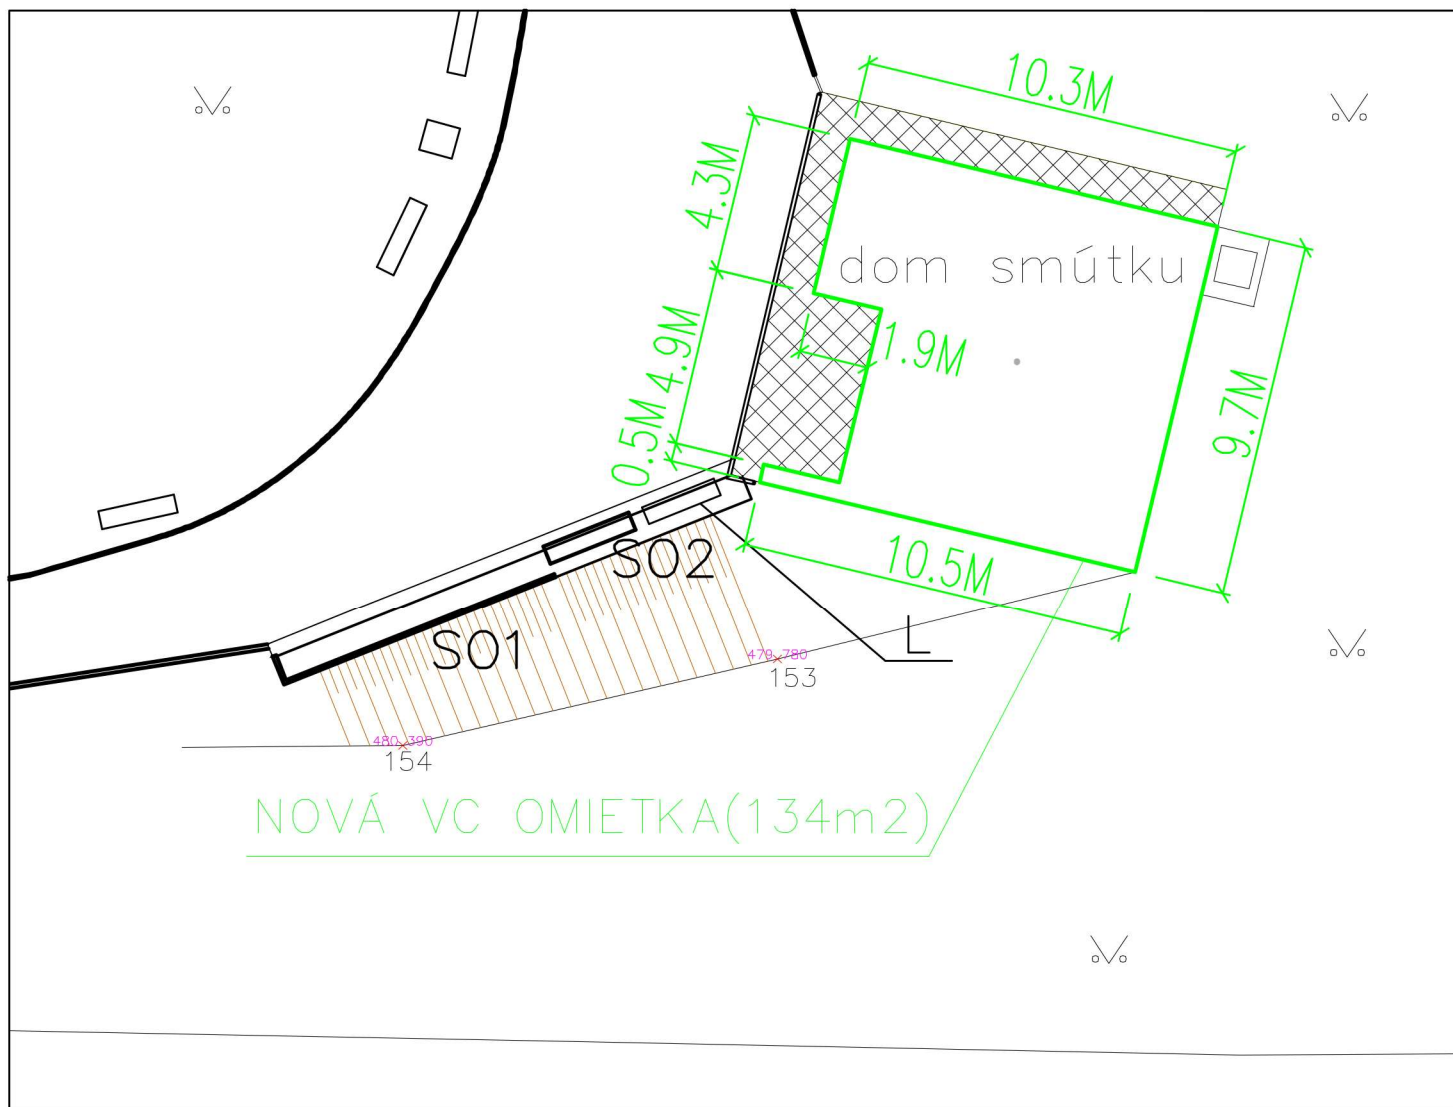 10.3M
4.3M
dom smútku
4.9M
1.9M
0.5M
9.7M
10.5M
SO2
SO1
L
479.780
153
480.390
154
NOVÁ VC OMIETKA(134m2)